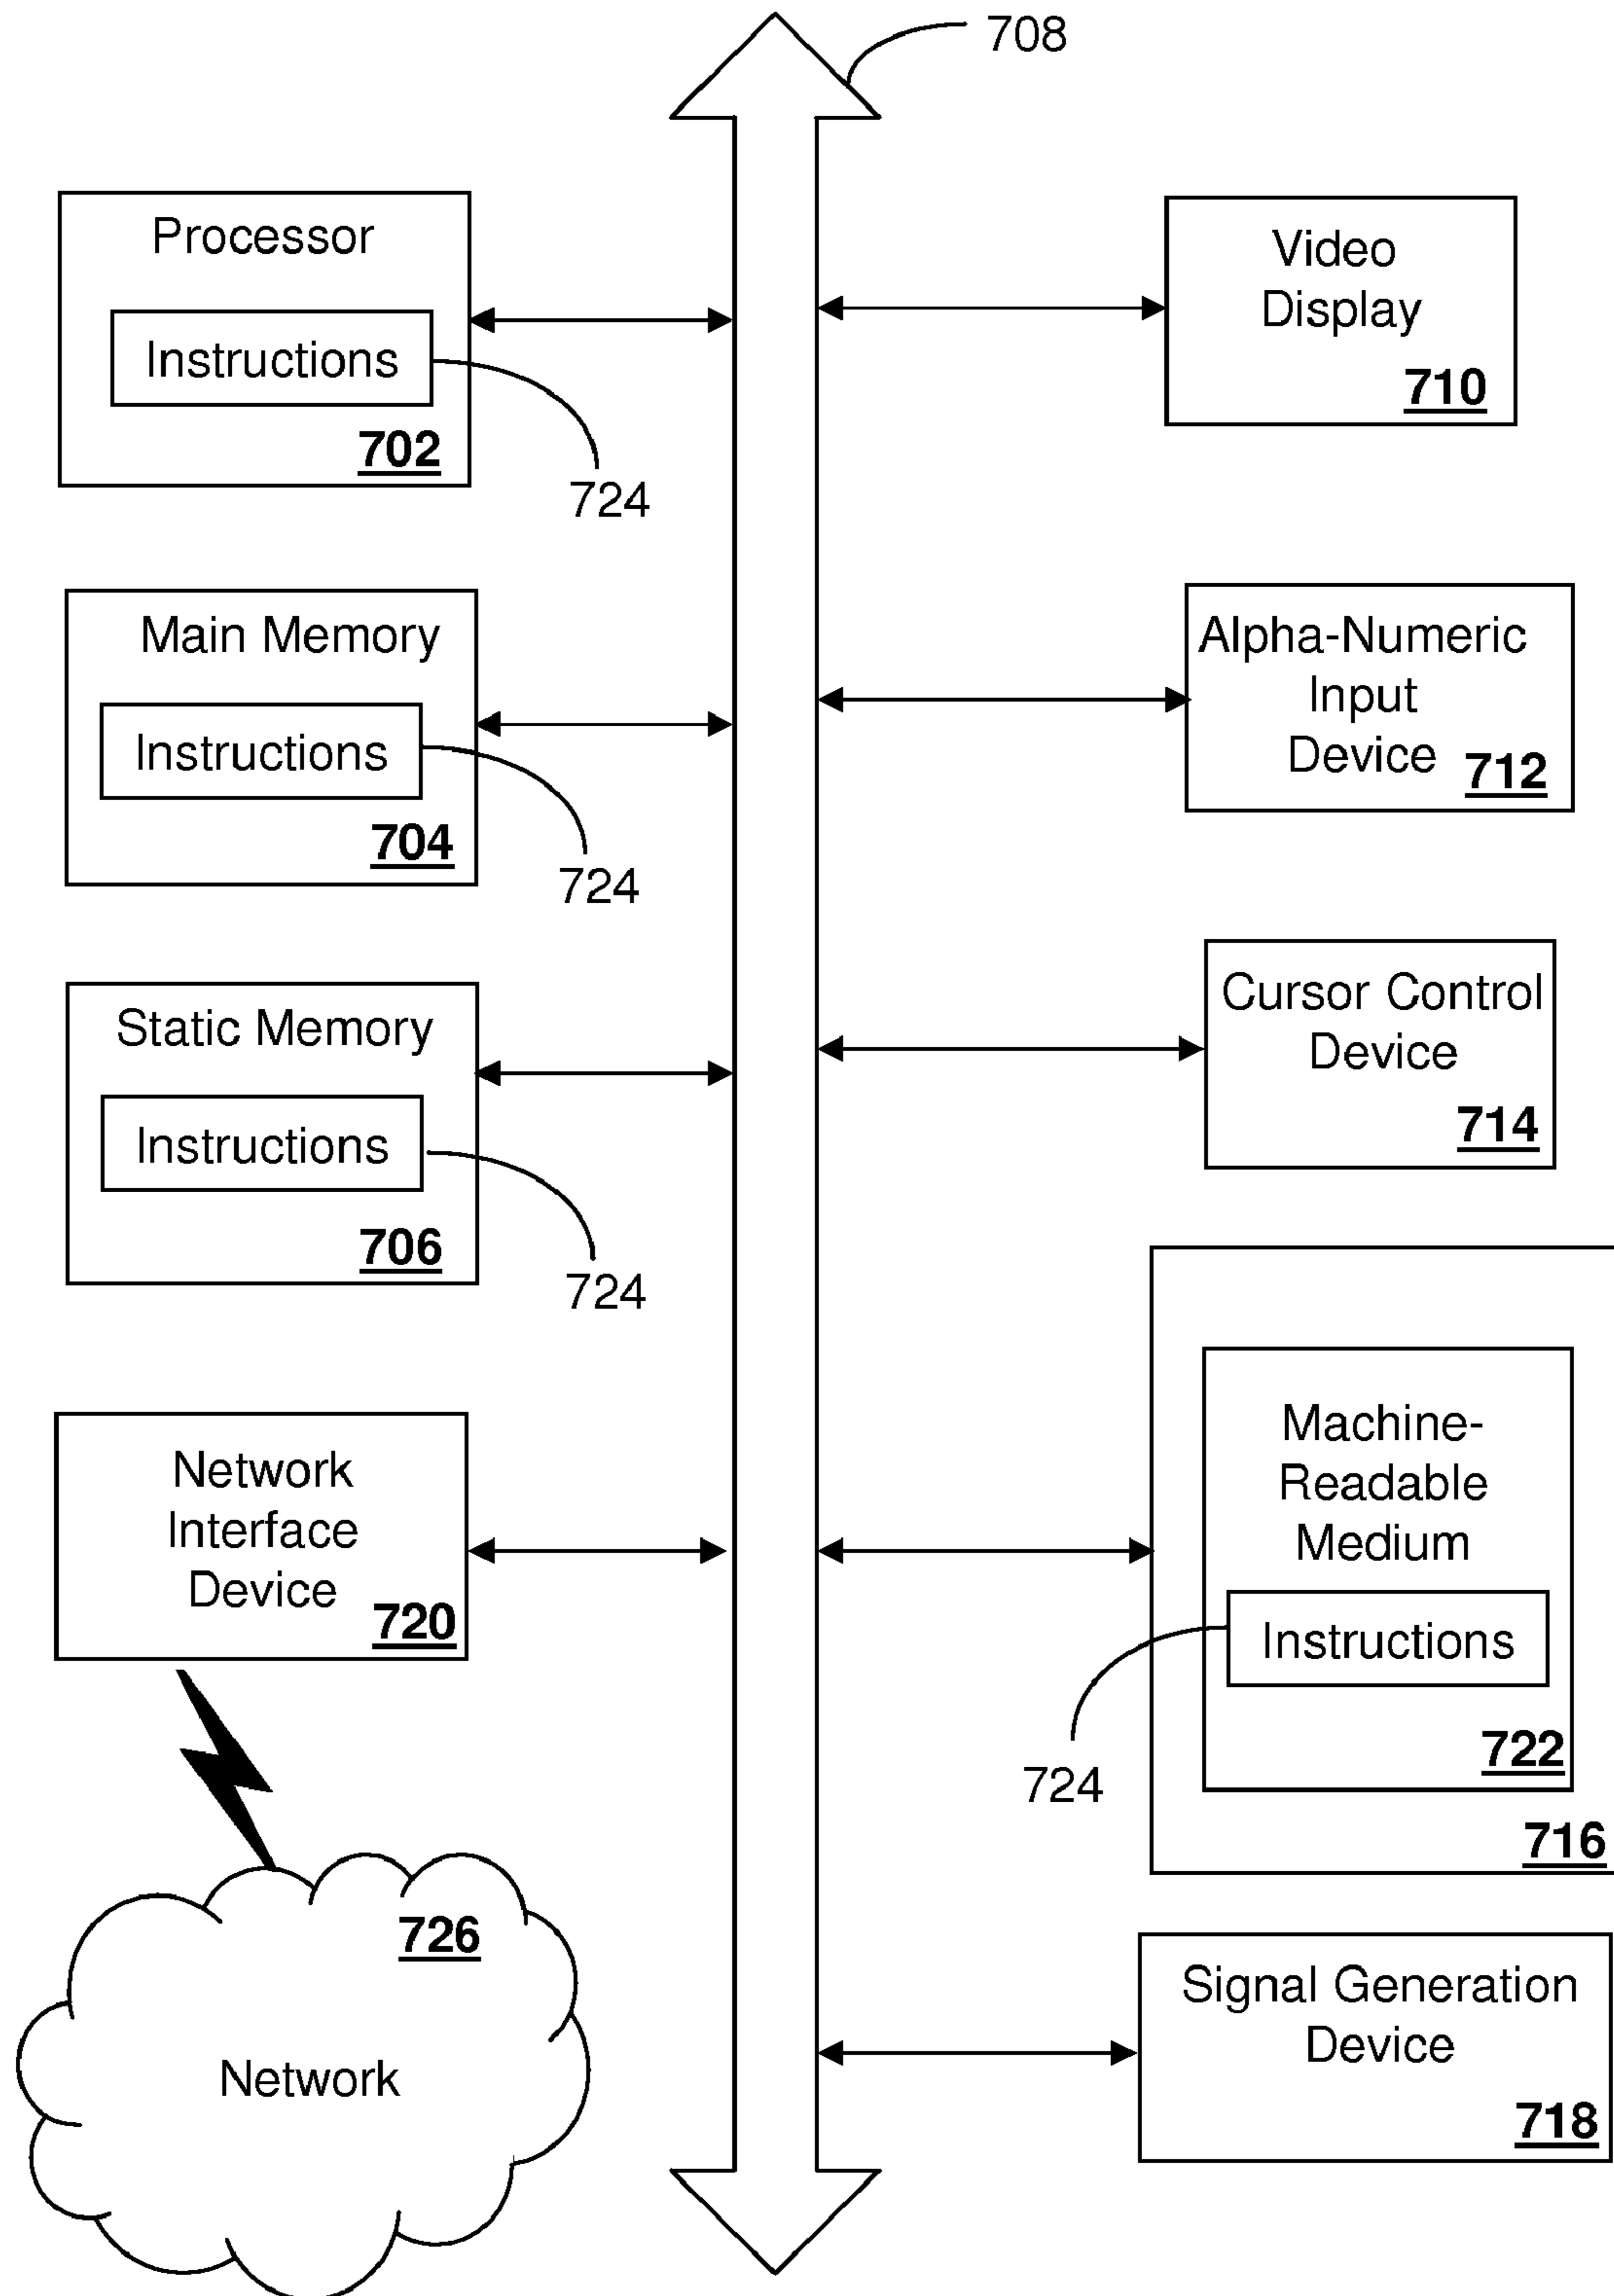 708
Processor
Instructions
702
724
Video
Display
710
Main Memory
Instructions
704
724
Alpha-Numeric
Input
Device 712
Static Memory
Instructions
706
724
Cursor Control
Device
714
Network
Interface
Device 720
Machine-
Readable
Medium
Instructions
722
724
716
726
Network
Signal Generation
Device
718